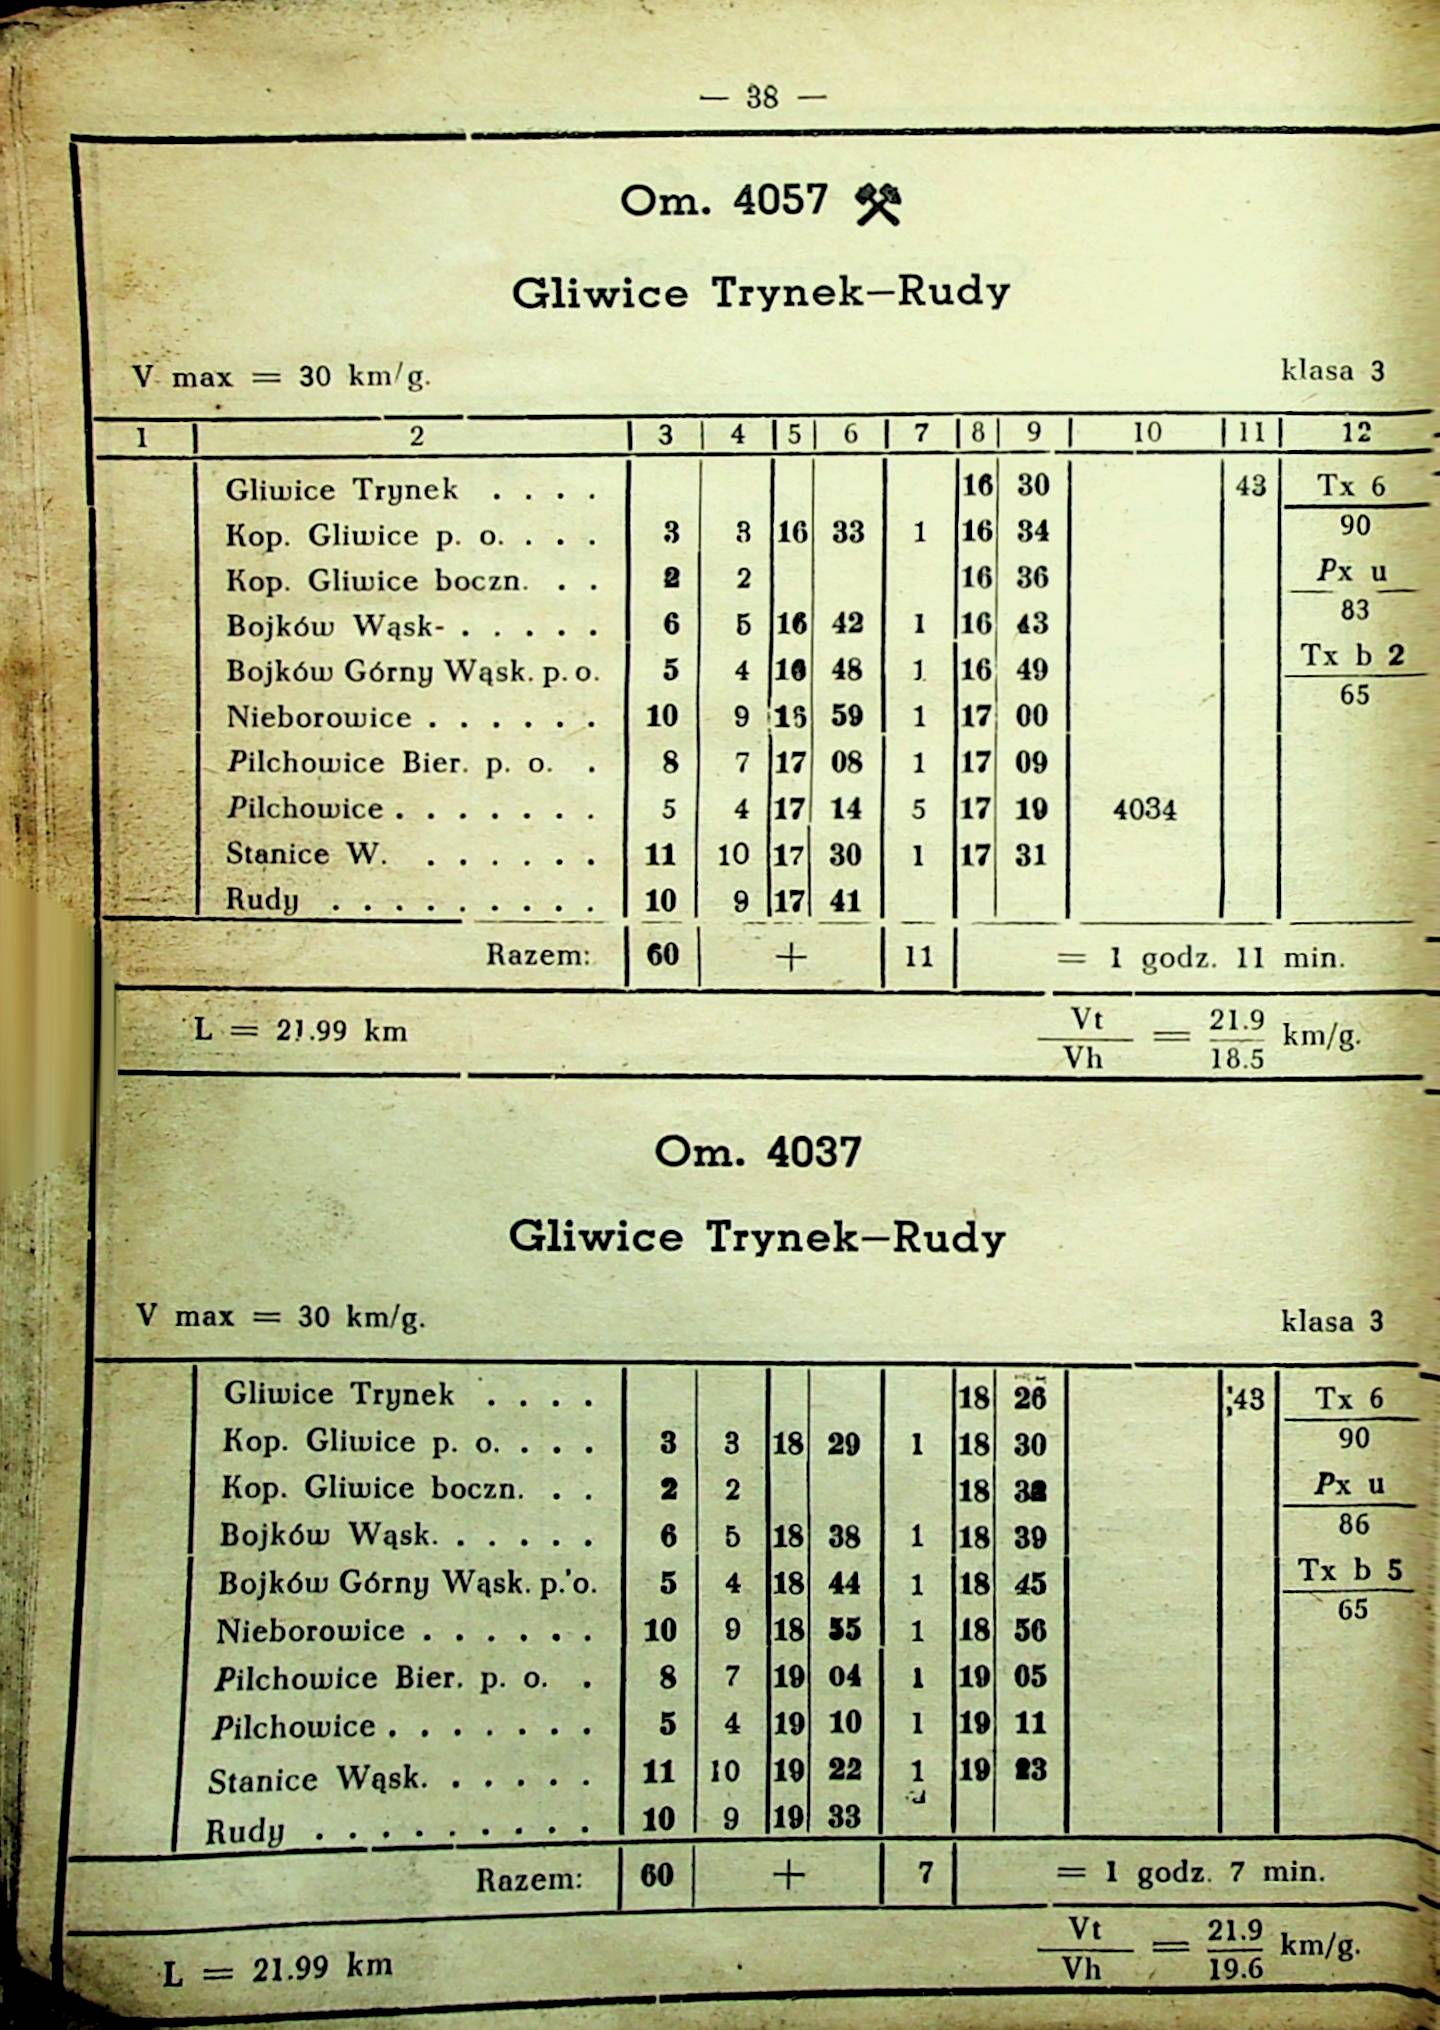 — 38 —
Om. 4057 ⚒
Gliwice Trynek—Rudy
V max = 30 km/g. klasa 3
1 2 3 4 5 6 7 8 9 10 11 12
Gliwice Trynek . . . . 16 30 43 Tx 6
Kop. Gliwice p. o. . . . 3 3 16 33 1 16 34 90
Kop. Gliwice boczn. . . 2 2 16 36 Px u
Bojków Wąsk- . . . . . 6 5 16 42 1 16 43 83
Bojków Górny Wąsk. p. o. 5 4 16 48 1 16 49 Tx b 2
Nieborowice . . . . . . 10 9 16 59 1 17 00 65
Pilchowice Bier. p. o. . 8 7 17 08 1 17 09
Pilchowice . . . . . . . 5 4 17 14 5 17 19 4034
Stanice W. . . . . . . 11 10 17 30 1 17 31
Rudy . . . . . . . . . 10 9 17 41
Razem: 60 + 11 = 1 godz. 11 min.
L = 21.99 km Vt/Vh = 21.9/18.5 km/g.
Om. 4037
Gliwice Trynek—Rudy
V max = 30 km/g. klasa 3
Gliwice Trynek . . . . 18 26 43 Tx 6
Kop. Gliwice p. o. . . . 3 3 18 29 1 18 30 90
Kop. Gliwice boczn. . . 2 2 18 32 Px u
Bojków Wąsk. . . . . . 6 5 18 38 1 18 39 86
Bojków Górny Wąsk. p. o. 5 4 18 44 1 18 45 Tx b 5
Nieborowice . . . . . . 10 9 18 55 1 18 56 65
Pilchowice Bier. p. o. . 8 7 19 04 1 19 05
Pilchowice . . . . . . . 5 4 19 10 1 19 11
Stanice Wąsk. . . . . . 11 10 19 22 1 19 23
Rudy . . . . . . . . . 10 9 19 33
Razem: 60 + 7 = 1 godz. 7 min.
L = 21.99 km Vt/Vh = 21.9/19.6 km/g.